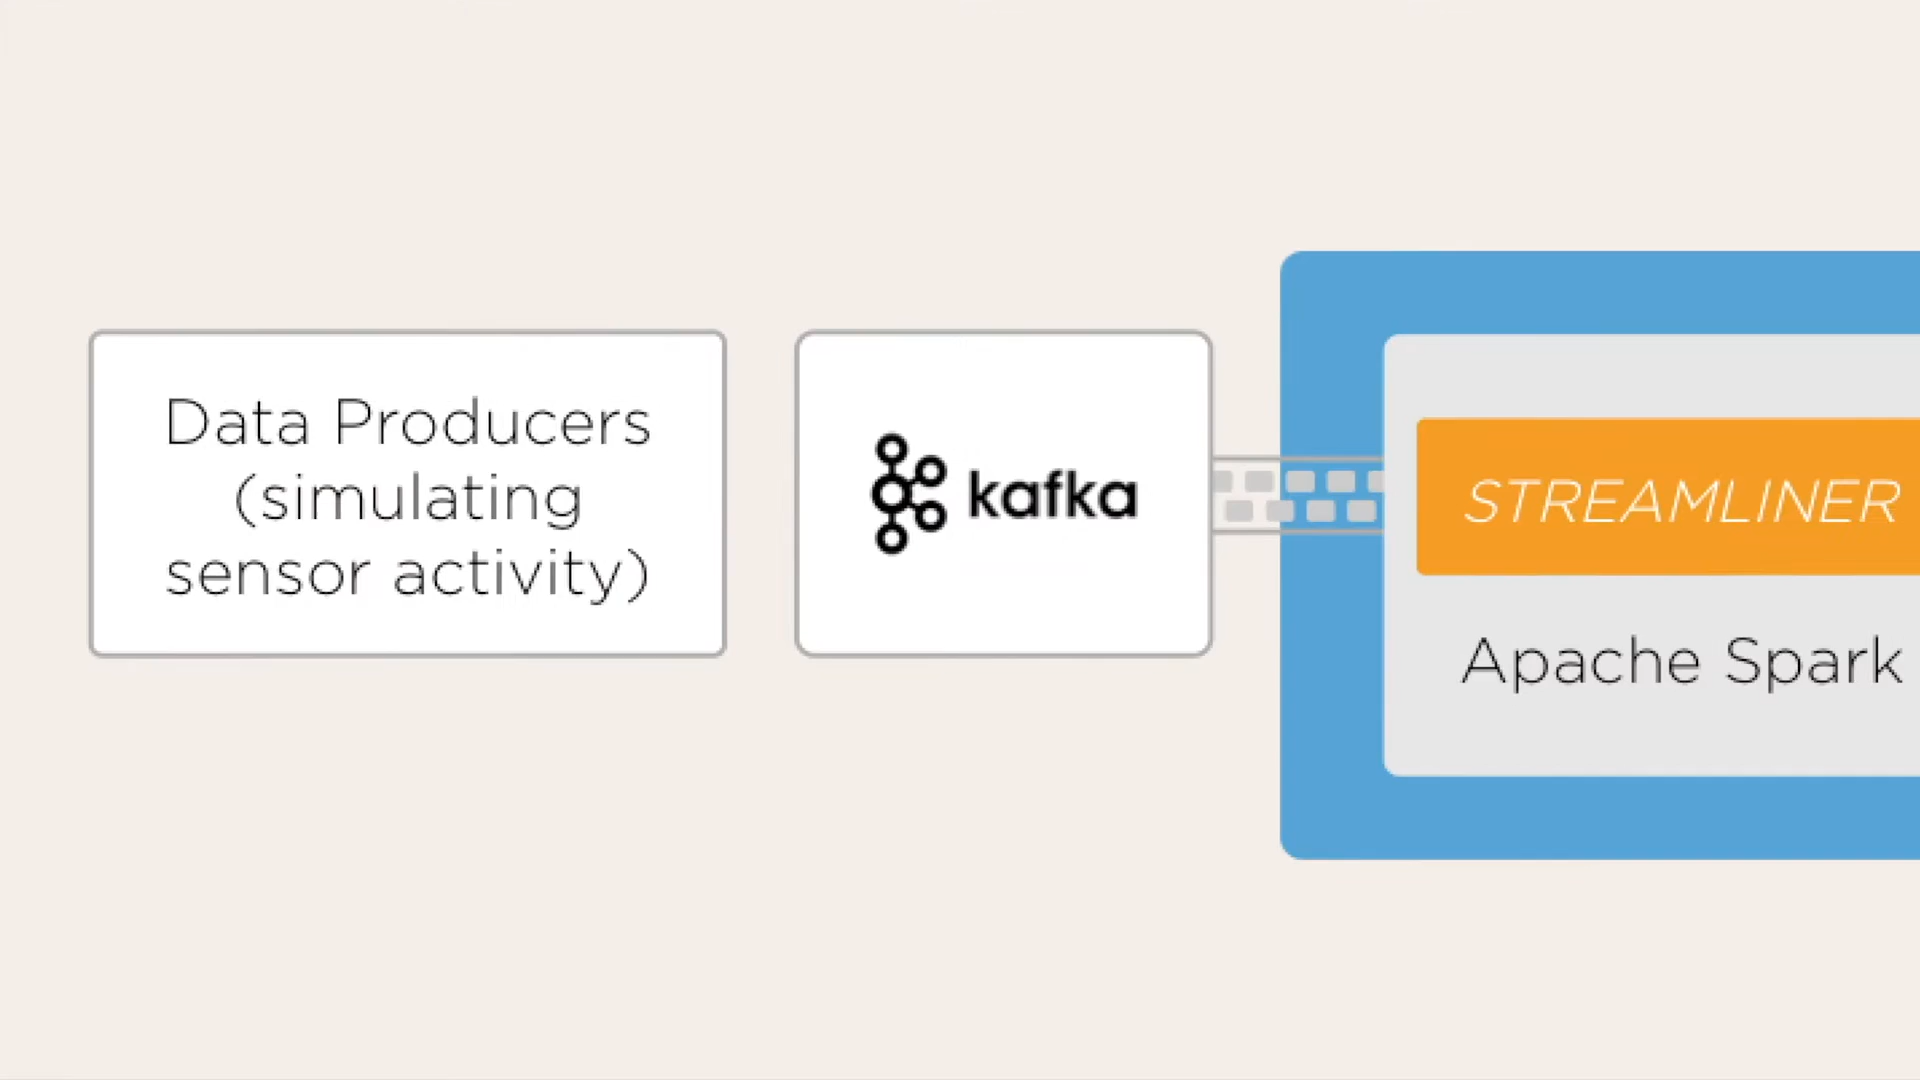 Data Producers
(simulating
sensor activity)
kafka
STREAMLINER
Apache Spark